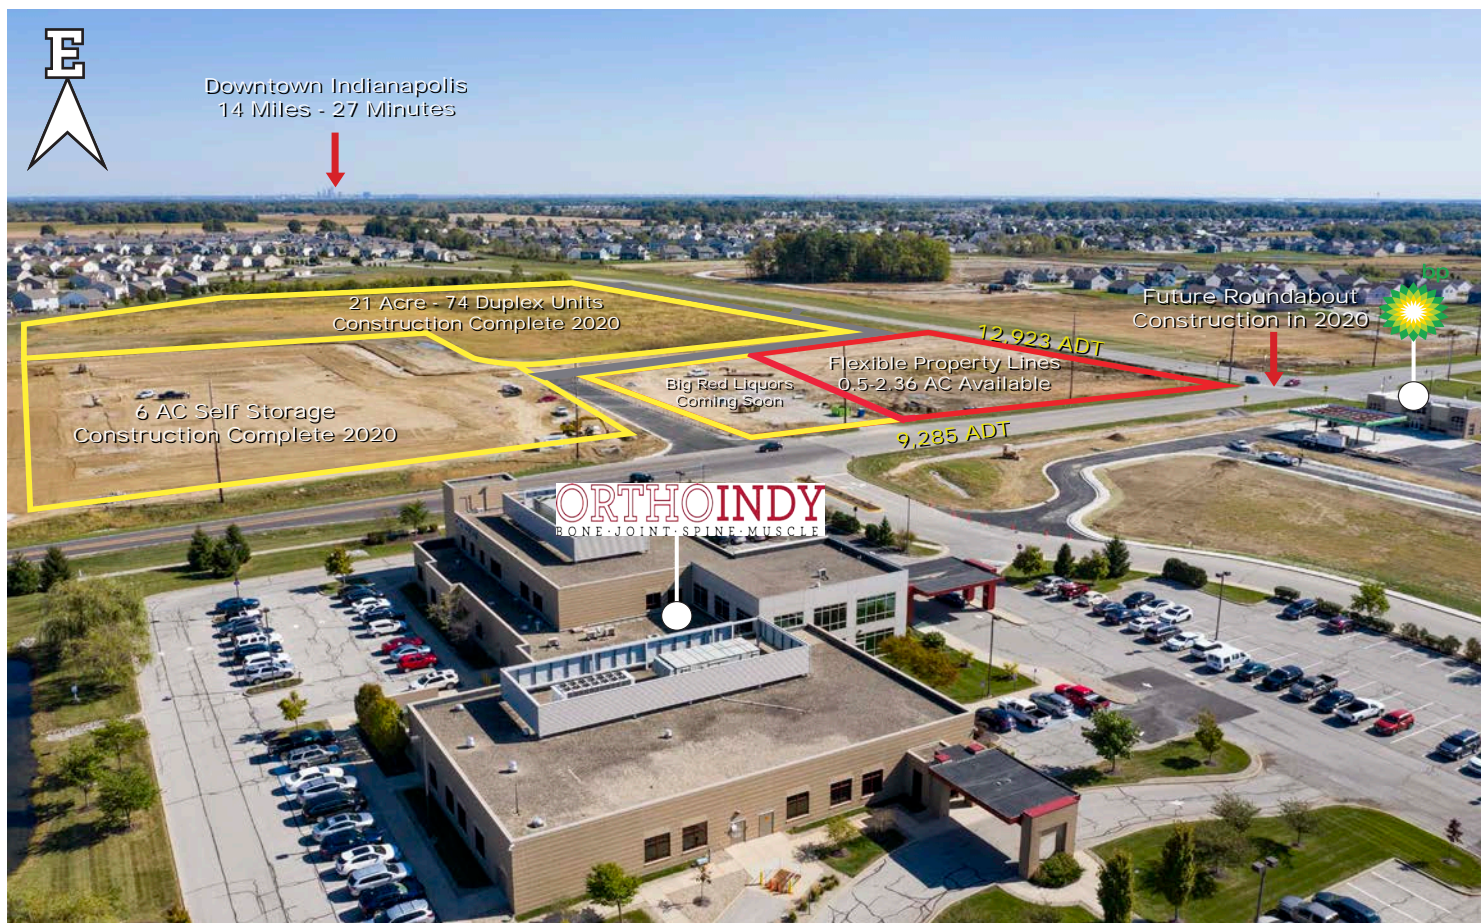 E
Downtown Indianapolis
14 Miles - 27 Minutes
bp
21 Acre - 74 Duplex Units
Construction Complete 2020
Future Roundabout
Construction in 2020
12,923 ADT
Flexible Property Lines
0.5-2.36 AC Available
Big Red Liquors
Coming Soon
6 AC Self Storage
Construction Complete 2020
9,285 ADT
ORTHOINDY
BONE·JOINT·SPINE·MUSCLE